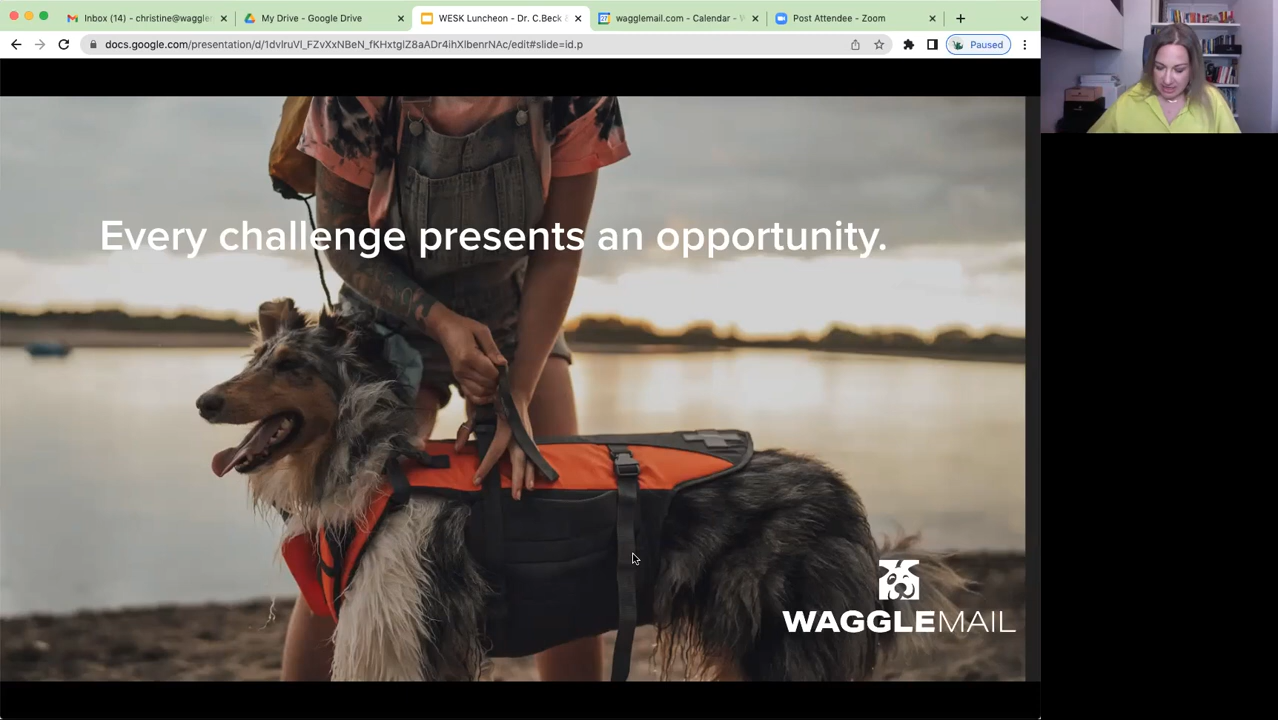 Inbox (14) - christine@waggle
My Drive - Google Drive
WESK Luncheon - Dr. C.Beck &
wagglemail.com - Calendar - W
Post Attendee - Zoom
docs.google.com/presentation/d/1dvIruVl_FZvXxNBeN_fKHxtgIZ8aADr4ihXlbenrNAc/edit#slide=id.p
Paused
Every challenge presents an opportunity.
WAGGLEMAIL